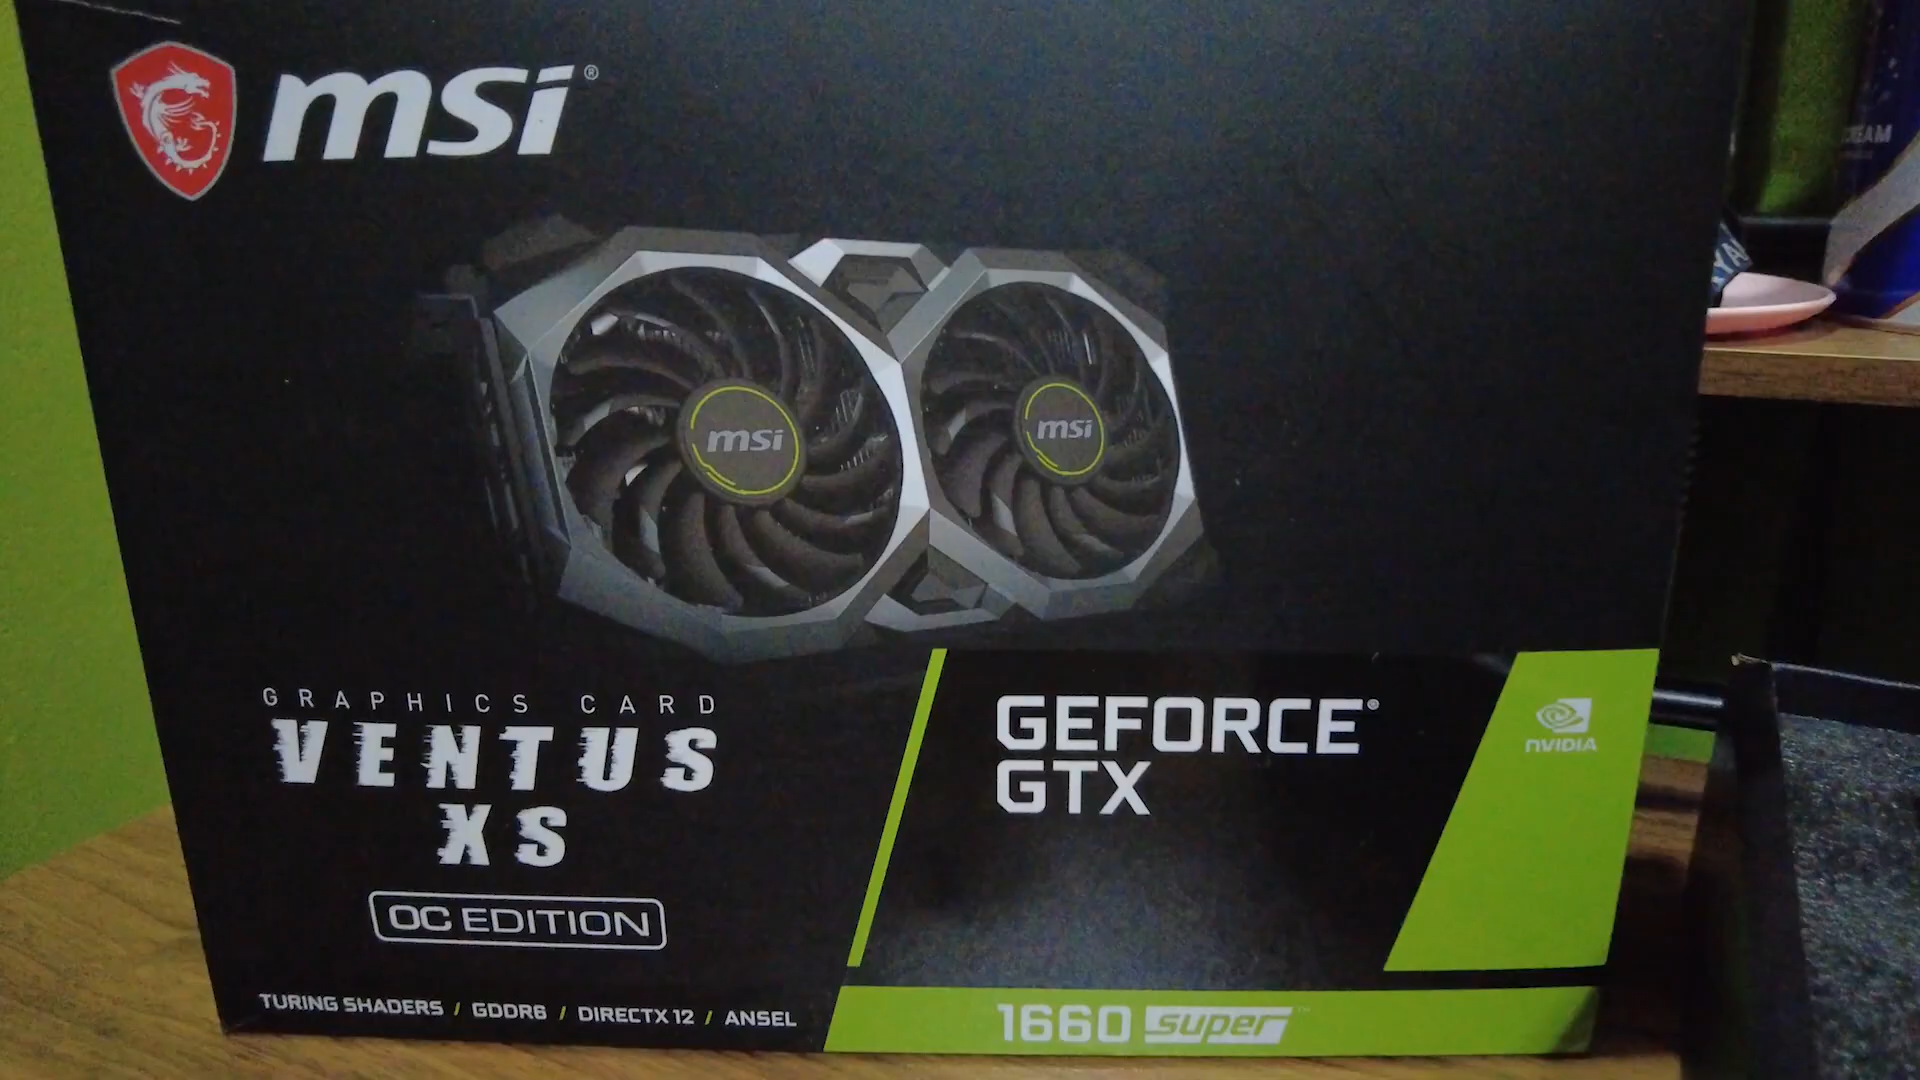 msi®
msi
msi
GRAPHICS CARD
VENTUS
XS
OC EDITION
TURING SHADERS / GDDR6 / DIRECTX 12 / ANSEL
GEFORCE®
GTX
NVIDIA
1660 SUPER™